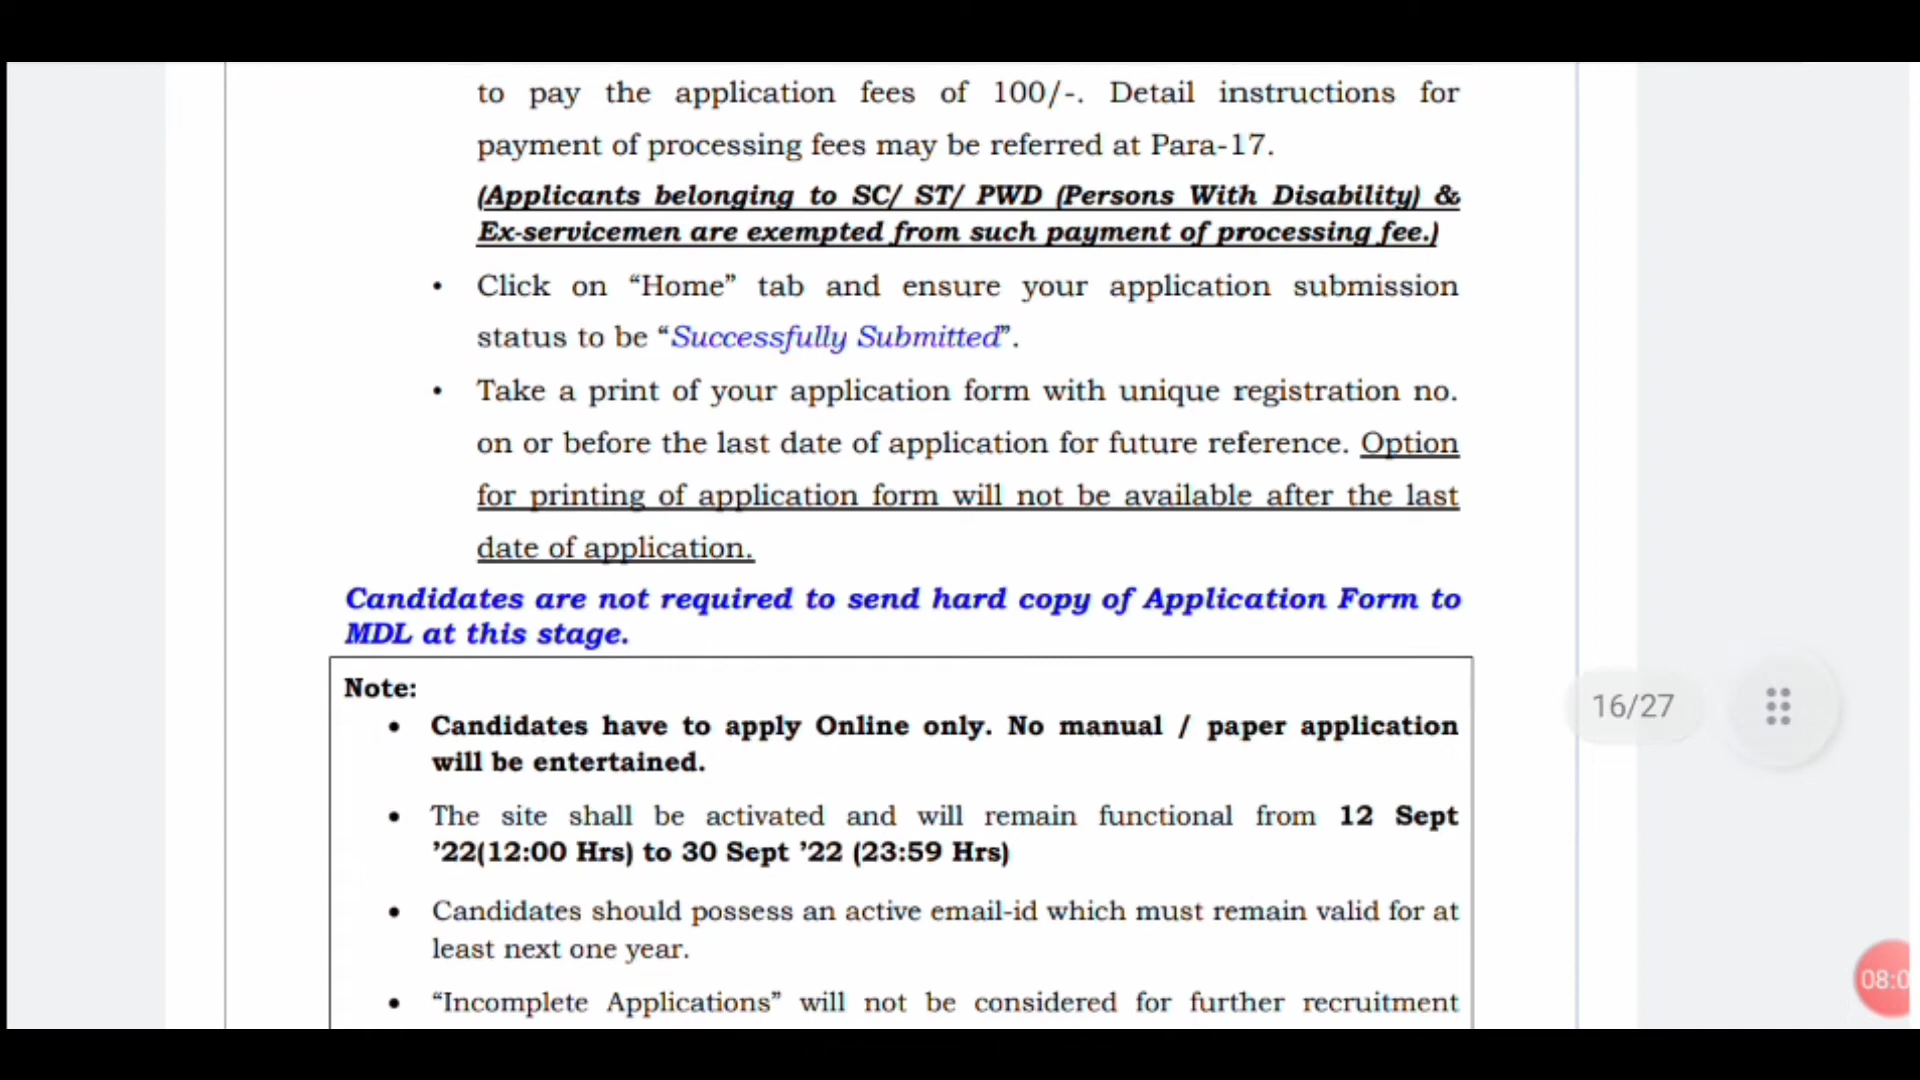 to pay the application fees of 100/-. Detail instructions for
payment of processing fees may be referred at Para-17.
(Applicants belonging to SC/ ST/ PWD (Persons With Disability) &
Ex-servicemen are exempted from such payment of processing fee.)
• Click on “Home” tab and ensure your application submission
status to be “Successfully Submitted”.
• Take a print of your application form with unique registration no.
on or before the last date of application for future reference. Option
for printing of application form will not be available after the last
date of application.
Candidates are not required to send hard copy of Application Form to
MDL at this stage.
Note:
• Candidates have to apply Online only. No manual / paper application
will be entertained.
16/27
• The site shall be activated and will remain functional from 12 Sept
’22(12:00 Hrs) to 30 Sept ’22 (23:59 Hrs)
• Candidates should possess an active email-id which must remain valid for at
least next one year.
• “Incomplete Applications” will not be considered for further recruitment